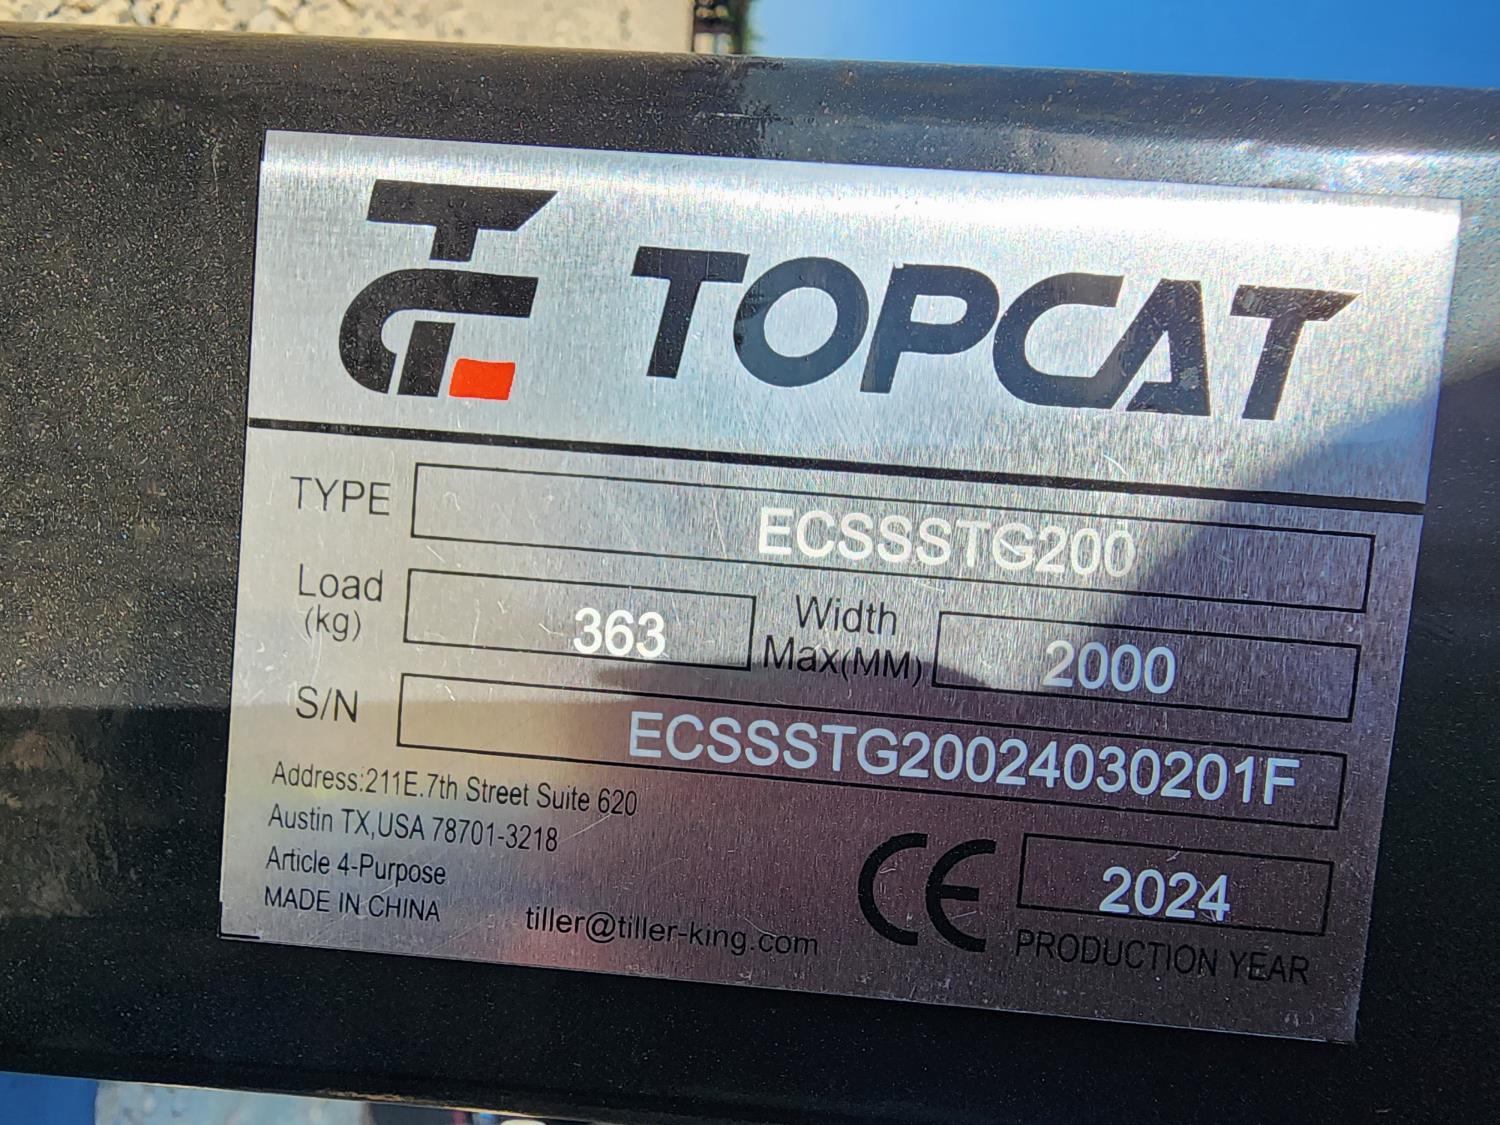 TG TOPCAT
TYPE ECSSSTG200
Load (kg) 363 Width Max(MM) 2000
S/N ECSSSTG20024030201F
Address:211E.7th Street Suite 620
Austin TX,USA 78701-3218
Article 4-Purpose
MADE IN CHINA
tiller@tiller-king.com
CE 2024
PRODUCTION YEAR